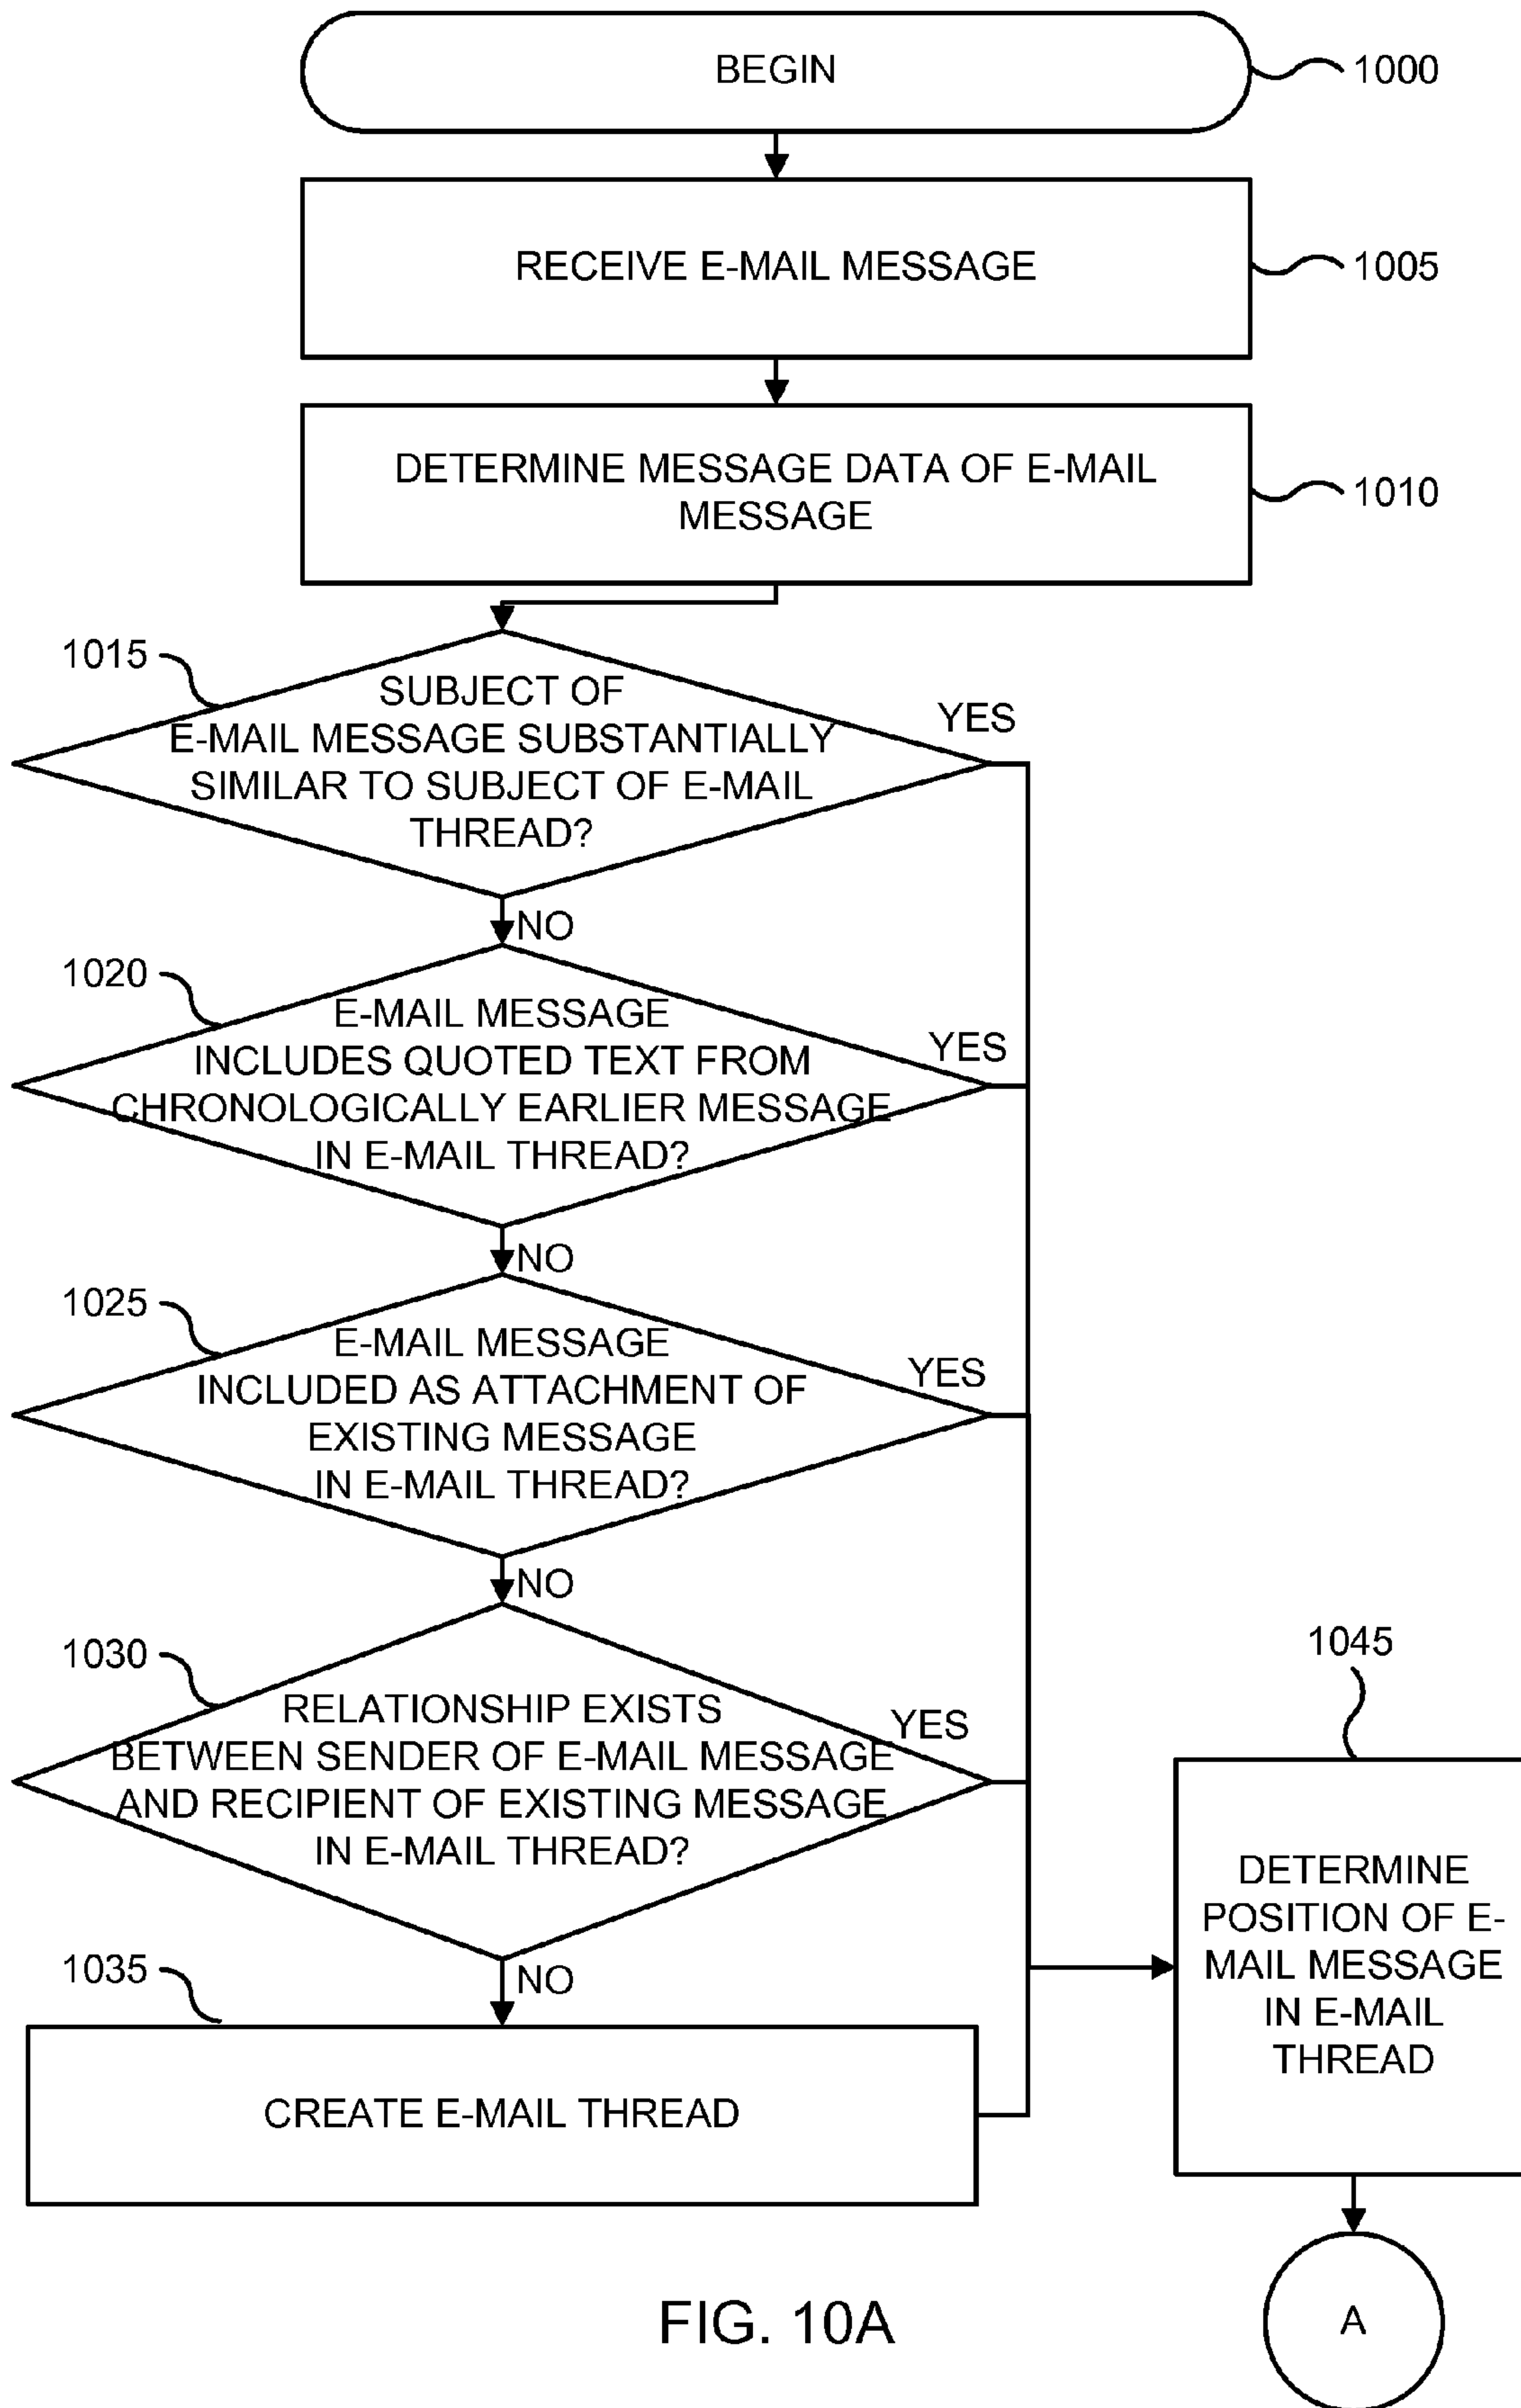 BEGIN
1000
RECEIVE E-MAIL MESSAGE
1005
DETERMINE MESSAGE DATA OF E-MAIL
MESSAGE
1010
1015
SUBJECT OF
E-MAIL MESSAGE SUBSTANTIALLY
SIMILAR TO SUBJECT OF E-MAIL
THREAD?
YES
NO
1020
E-MAIL MESSAGE
INCLUDES QUOTED TEXT FROM
CHRONOLOGICALLY EARLIER MESSAGE
IN E-MAIL THREAD?
YES
NO
1025
E-MAIL MESSAGE
INCLUDED AS ATTACHMENT OF
EXISTING MESSAGE
IN E-MAIL THREAD?
YES
NO
1030
RELATIONSHIP EXISTS
BETWEEN SENDER OF E-MAIL MESSAGE
AND RECIPIENT OF EXISTING MESSAGE
IN E-MAIL THREAD?
YES
NO
1035
CREATE E-MAIL THREAD
1045
DETERMINE
POSITION OF E-
MAIL MESSAGE
IN E-MAIL
THREAD
A
FIG. 10A